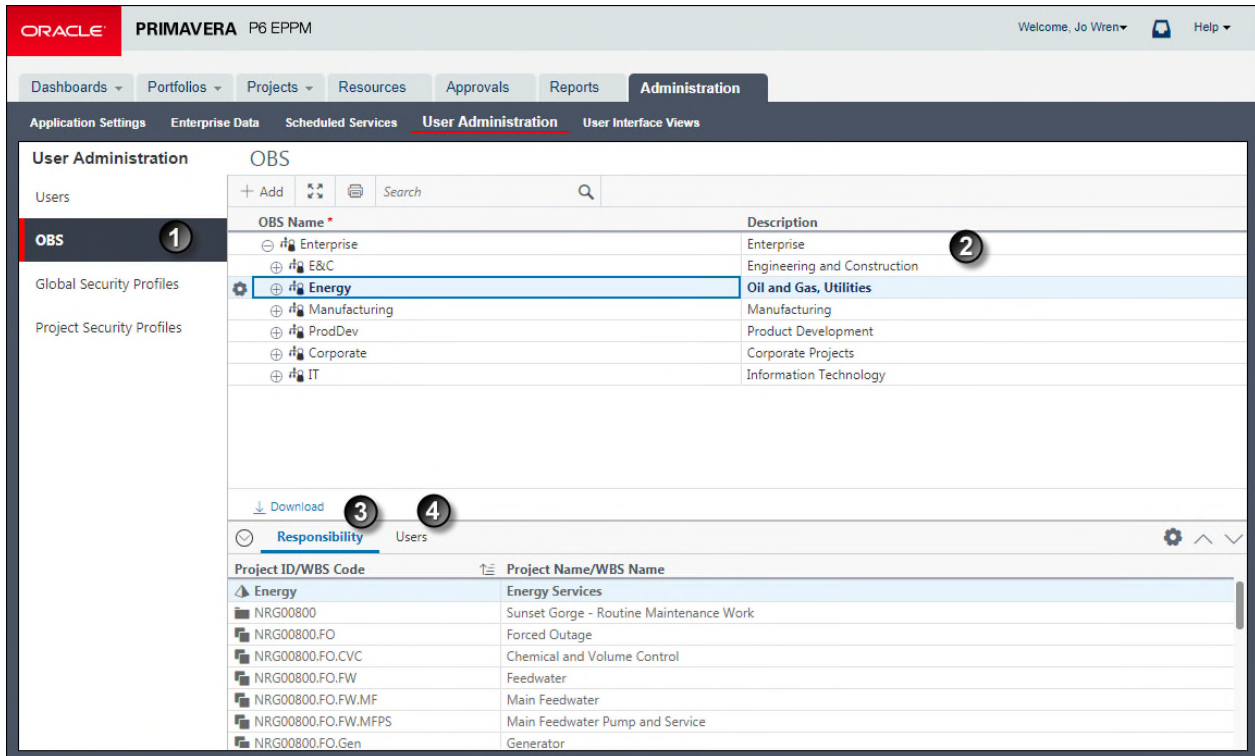 ORACLE PRIMAVERA P6 EPPM Welcome, Jo Wren Help
Dashboards Portfolios Projects Resources Approvals Reports Administration
Application Settings Enterprise Data Scheduled Services User Administration User Interface Views
User Administration
Users
OBS 1
Global Security Profiles
Project Security Profiles
OBS
+ Add Search
OBS Name * Description
Enterprise Enterprise 2
E&C Engineering and Construction
Energy Oil and Gas, Utilities
Manufacturing Manufacturing
ProdDev Product Development
Corporate Corporate Projects
IT Information Technology
Download 3 4
Responsibility Users
Project ID/WBS Code Project Name/WBS Name
Energy Energy Services
NRG00800 Sunset Gorge - Routine Maintenance Work
NRG00800.FO Forced Outage
NRG00800.FO.CVC Chemical and Volume Control
NRG00800.FO.FW Feedwater
NRG00800.FO.FW.MF Main Feedwater
NRG00800.FO.FW.MFPS Main Feedwater Pump and Service
NRG00800.FO.Gen Generator